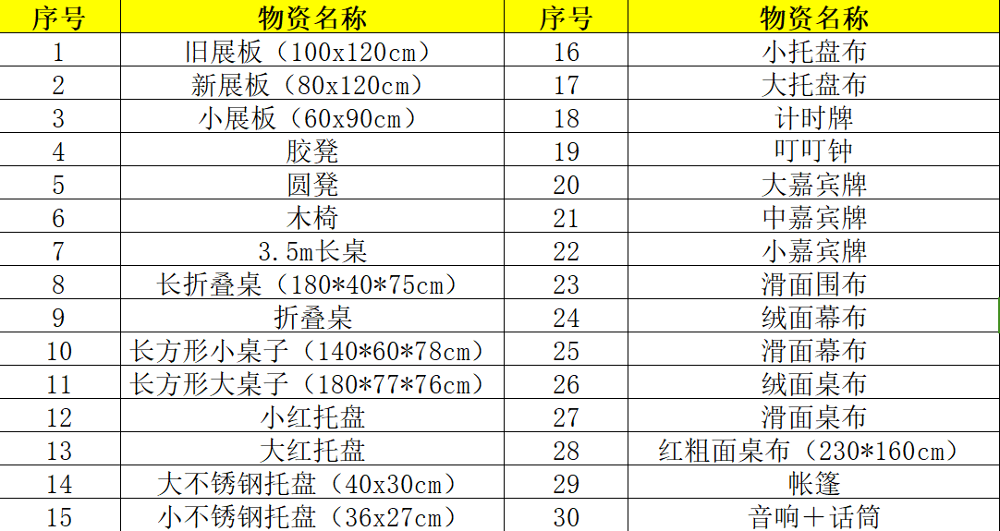 序号 物资名称 序号 物资名称
1 旧展板（100x120cm） 16 小托盘布
2 新展板（80x120cm） 17 大托盘布
3 小展板（60x90cm） 18 计时牌
4 胶凳 19 叮叮钟
5 圆凳 20 大嘉宾牌
6 木椅 21 中嘉宾牌
7 3.5m长桌 22 小嘉宾牌
8 长折叠桌（180*40*75cm） 23 滑面围布
9 折叠桌 24 绒面幕布
10 长方形小桌子（140*60*78cm） 25 滑面幕布
11 长方形大桌子（180*77*76cm） 26 绒面桌布
12 小红托盘 27 滑面桌布
13 大红托盘 28 红粗面桌布（230*160cm）
14 大不锈钢托盘（40x30cm） 29 帐篷
15 小不锈钢托盘（36x27cm） 30 音响＋话筒